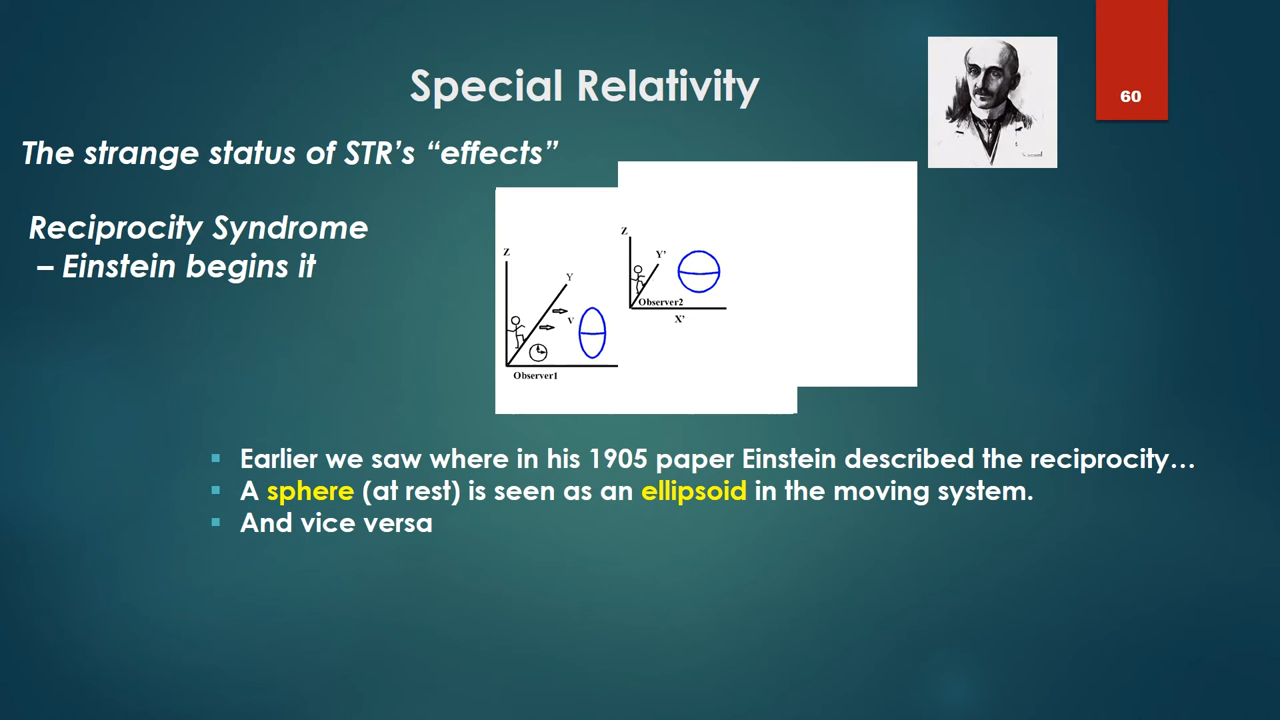 Special Relativity
60
The strange status of STR’s “effects”
Reciprocity Syndrome
– Einstein begins it
Z
Y
V
Observer1
Z
Y'
Observer2
X'
Earlier we saw where in his 1905 paper Einstein described the reciprocity…
A sphere (at rest) is seen as an ellipsoid in the moving system.
And vice versa